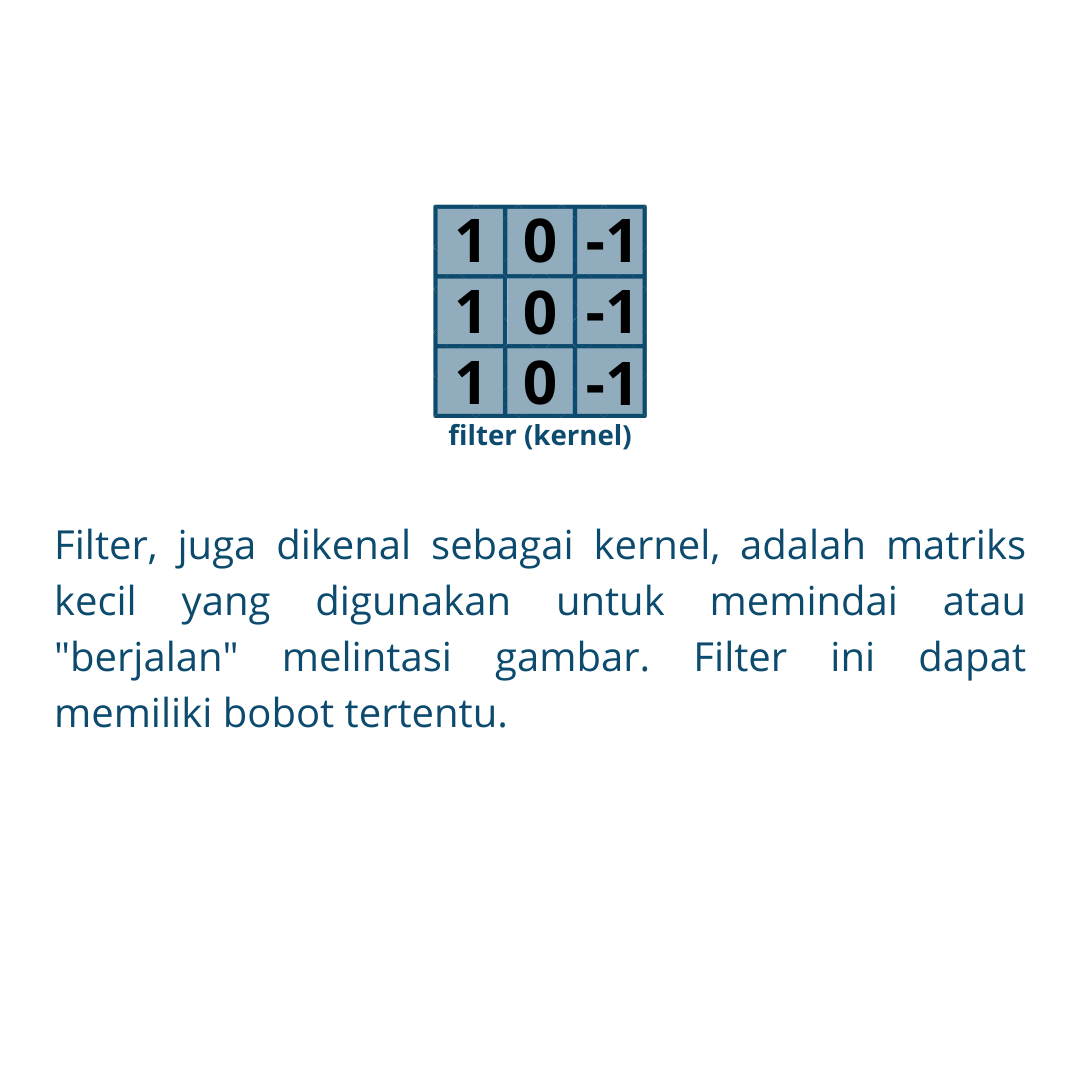 1 0 -1
1 0 -1
1 0 -1
filter (kernel)
Filter, juga dikenal sebagai kernel, adalah matriks
kecil yang digunakan untuk memindai atau
"berjalan" melintasi gambar. Filter ini dapat
memiliki bobot tertentu.